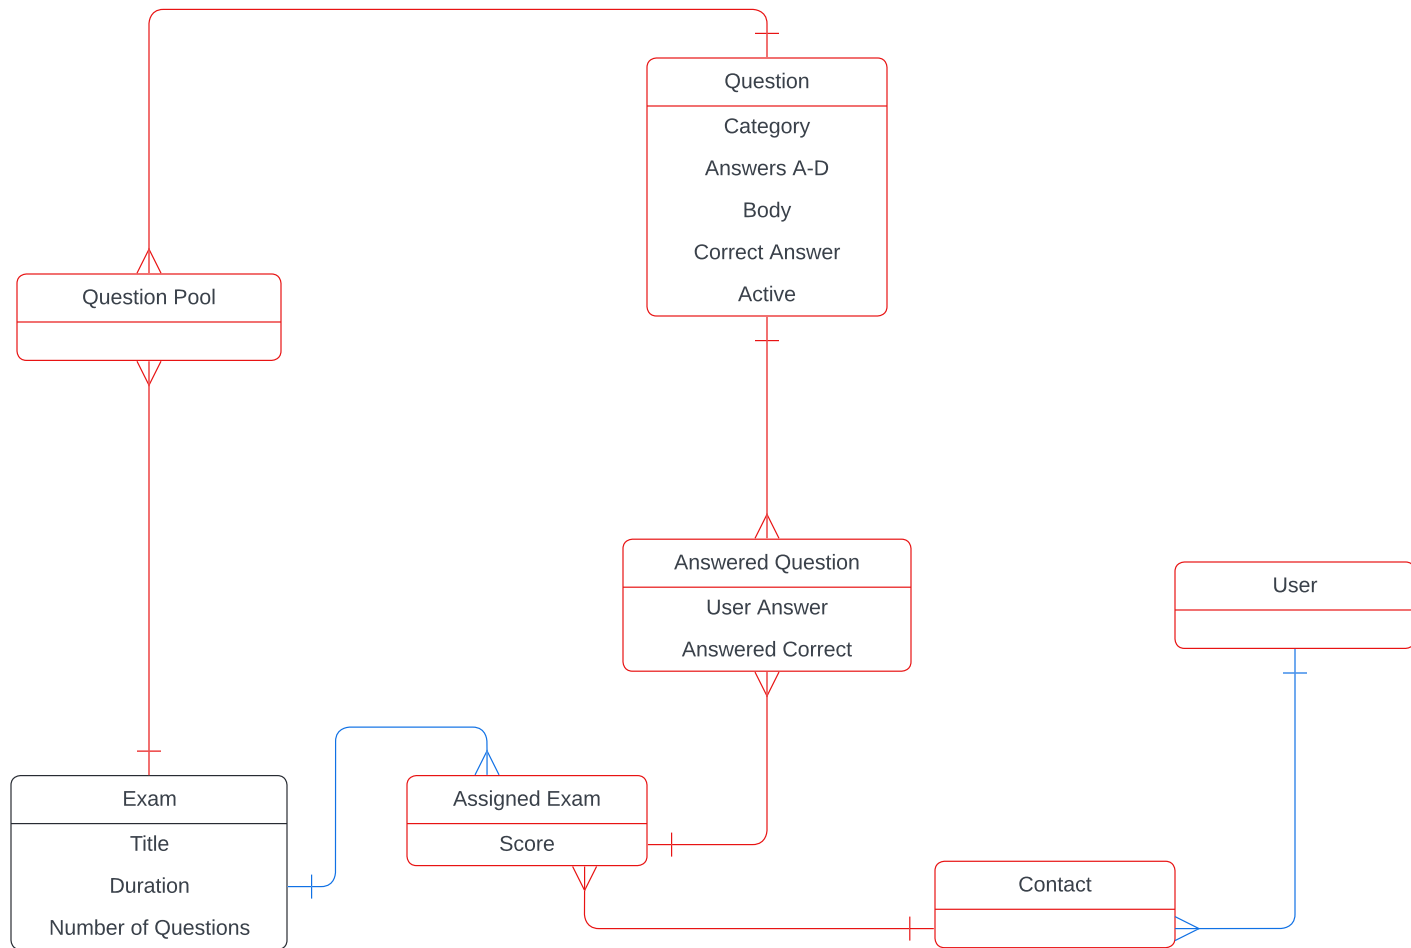 Question
Category
Answers A-D
Body
Correct Answer
Active
Question Pool
Answered Question
User Answer
Answered Correct
User
Exam
Title
Duration
Number of Questions
Assigned Exam
Score
Contact